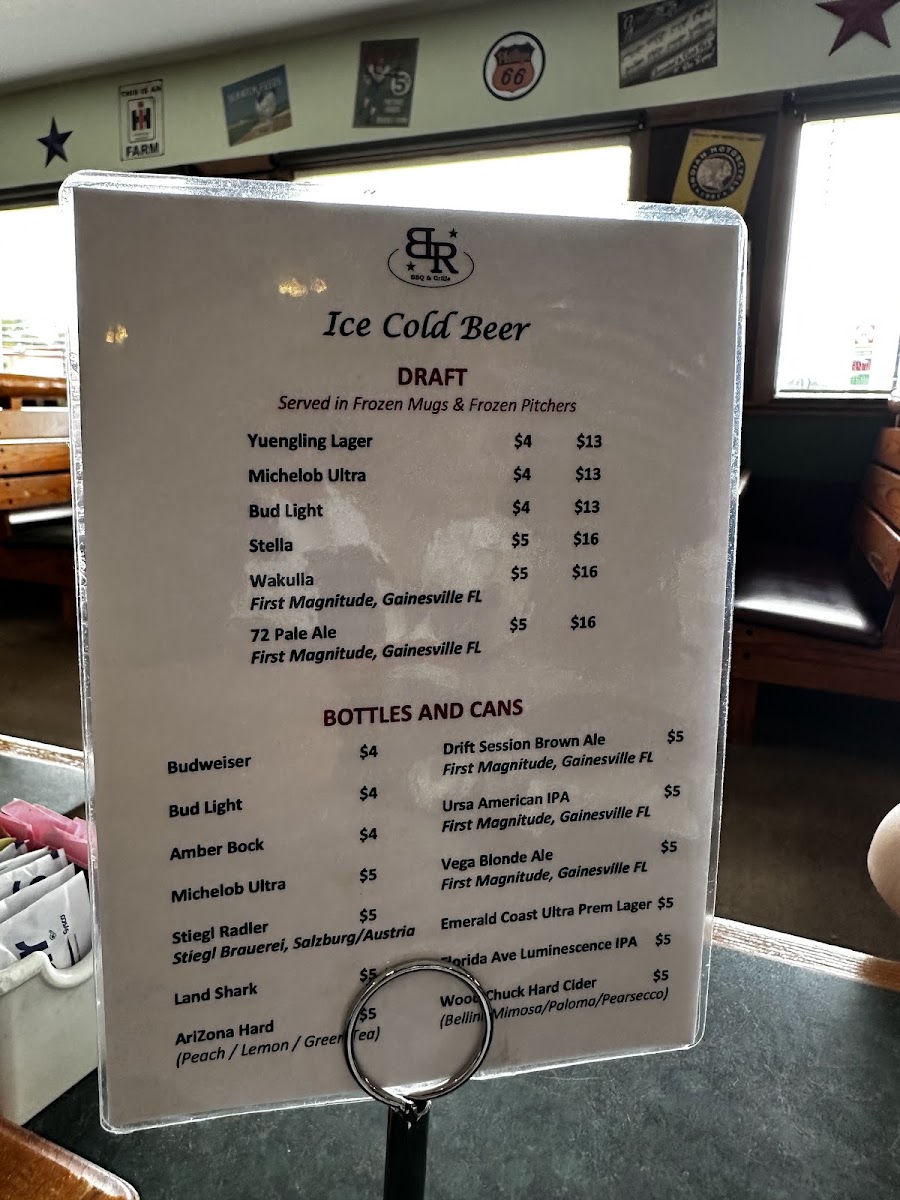 THIS IS AN
IH
FARM
5
66
BR
BBQ & Grille
Ice Cold Beer
DRAFT
Served in Frozen Mugs & Frozen Pitchers
Yuengling Lager $4 $13
Michelob Ultra $4 $13
Bud Light $4 $13
Stella $5 $16
Wakulla $5 $16
First Magnitude, Gainesville FL
72 Pale Ale $5 $16
First Magnitude, Gainesville FL
BOTTLES AND CANS
Budweiser $4
Bud Light $4
Amber Bock $4
Michelob Ultra $5
Stiegl Radler $5
Stiegl Brauerei, Salzburg/Austria
Land Shark $5
AriZona Hard $5
(Peach / Lemon / Green Tea)
Drift Session Brown Ale $5
First Magnitude, Gainesville FL
Ursa American IPA $5
First Magnitude, Gainesville FL
Vega Blonde Ale $5
First Magnitude, Gainesville FL
Emerald Coast Ultra Prem Lager $5
Florida Ave Luminescence IPA $5
Wood Chuck Hard Cider $5
(Bellini/Mimosa/Paloma/Pearsecco)